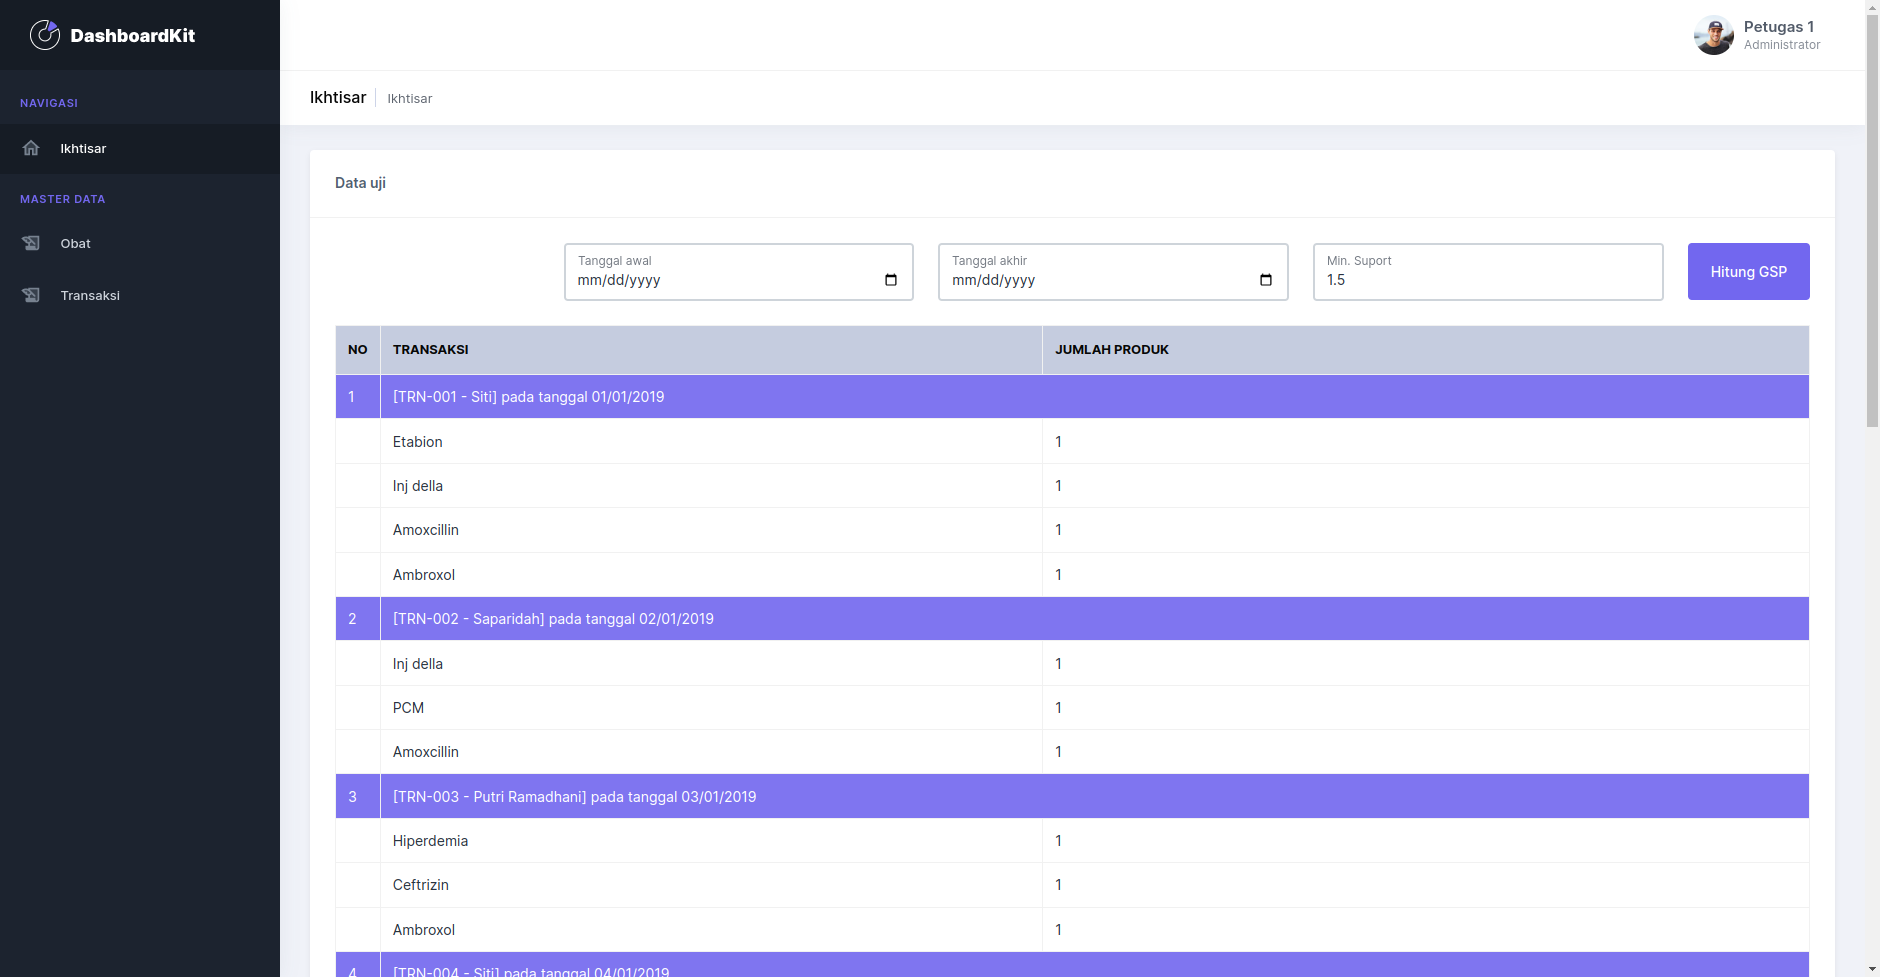 DashboardKit
Petugas 1
Administrator
NAVIGASI
Ikhtisar
MASTER DATA
Obat
Transaksi
Ikhtisar Ikhtisar
Data uji
Tanggal awal
mm/dd/yyyy
Tanggal akhir
mm/dd/yyyy
Min. Suport
1.5
Hitung GSP
NO TRANSAKSI JUMLAH PRODUK
1 [TRN-001 - Siti] pada tanggal 01/01/2019
Etabion 1
Inj della 1
Amoxcillin 1
Ambroxol 1
2 [TRN-002 - Saparidah] pada tanggal 02/01/2019
Inj della 1
PCM 1
Amoxcillin 1
3 [TRN-003 - Putri Ramadhani] pada tanggal 03/01/2019
Hiperdemia 1
Ceftrizin 1
Ambroxol 1
4 [TRN-004 - Siti] pada tanggal 04/01/2019